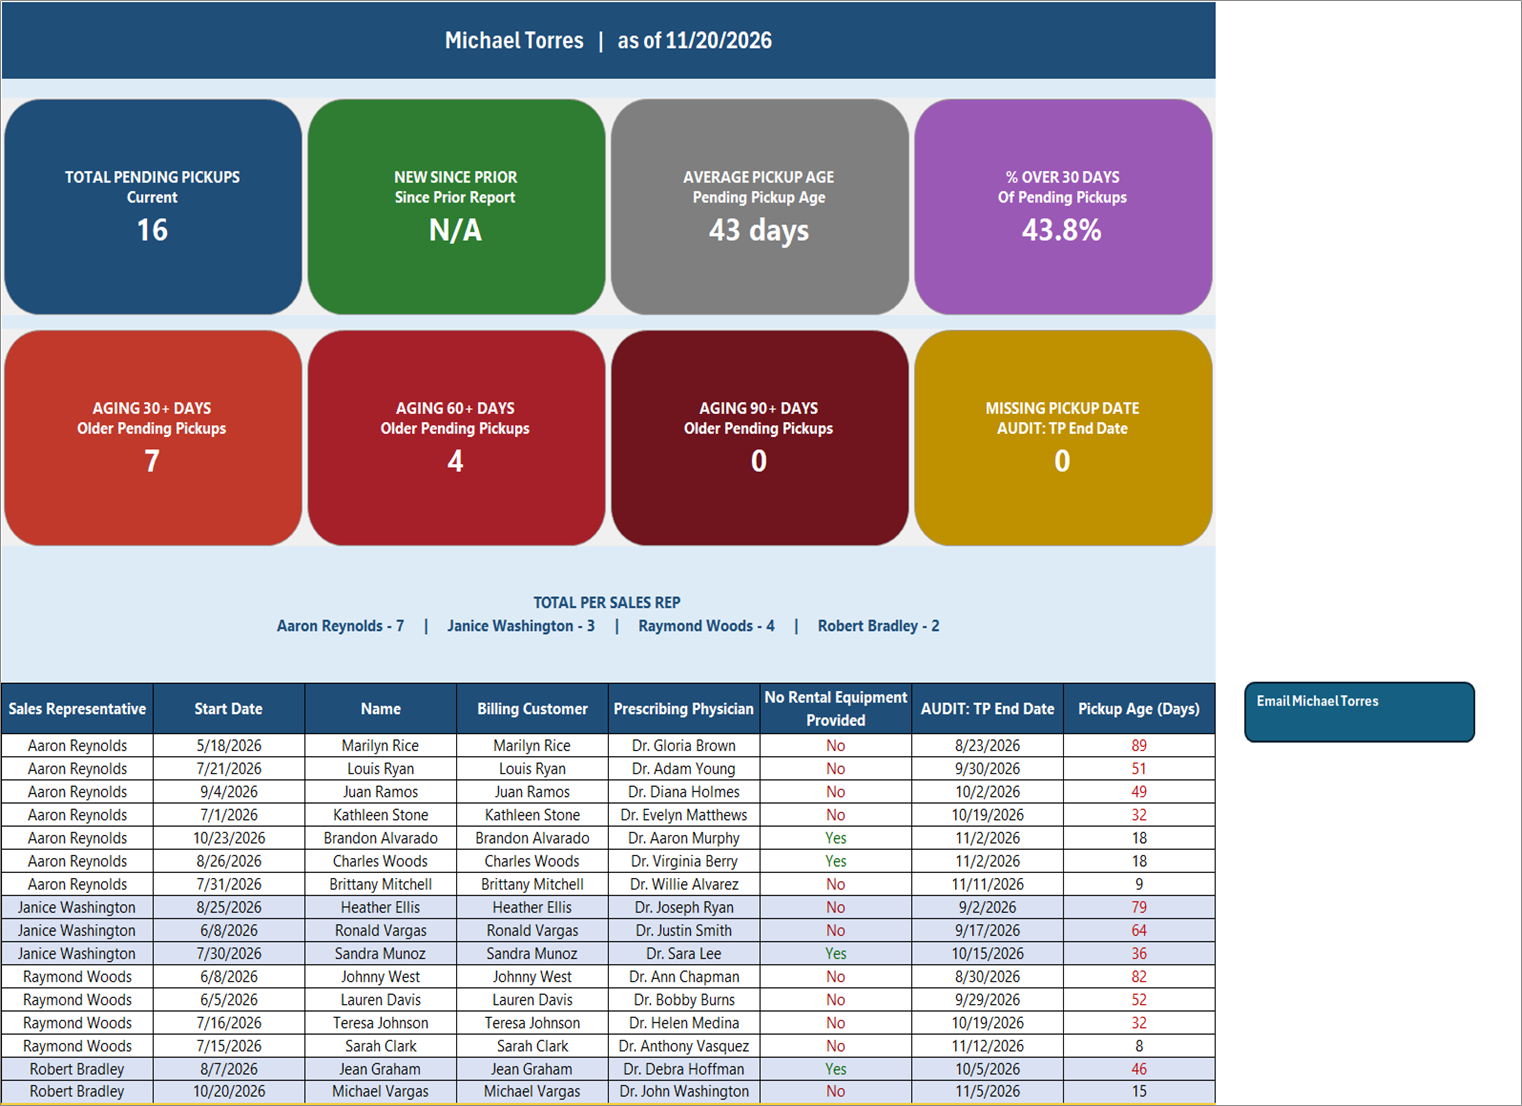 Michael Torres | as of 11/20/2026
TOTAL PENDING PICKUPS
Current
16
NEW SINCE PRIOR
Since Prior Report
N/A
AVERAGE PICKUP AGE
Pending Pickup Age
43 days
% OVER 30 DAYS
Of Pending Pickups
43.8%
AGING 30+ DAYS
Older Pending Pickups
7
AGING 60+ DAYS
Older Pending Pickups
4
AGING 90+ DAYS
Older Pending Pickups
0
MISSING PICKUP DATE
AUDIT: TP End Date
0
TOTAL PER SALES REP
Aaron Reynolds - 7 | Janice Washington - 3 | Raymond Woods - 4 | Robert Bradley - 2
Sales Representative Start Date Name Billing Customer Prescribing Physician No Rental Equipment Provided AUDIT: TP End Date Pickup Age (Days)
Email Michael Torres
Aaron Reynolds 5/18/2026 Marilyn Rice Marilyn Rice Dr. Gloria Brown No 8/23/2026 89
Aaron Reynolds 7/21/2026 Louis Ryan Louis Ryan Dr. Adam Young No 9/30/2026 51
Aaron Reynolds 9/4/2026 Juan Ramos Juan Ramos Dr. Diana Holmes No 10/2/2026 49
Aaron Reynolds 7/1/2026 Kathleen Stone Kathleen Stone Dr. Evelyn Matthews No 10/19/2026 32
Aaron Reynolds 10/23/2026 Brandon Alvarado Brandon Alvarado Dr. Aaron Murphy Yes 11/2/2026 18
Aaron Reynolds 8/26/2026 Charles Woods Charles Woods Dr. Virginia Berry Yes 11/2/2026 18
Aaron Reynolds 7/31/2026 Brittany Mitchell Brittany Mitchell Dr. Willie Alvarez No 11/11/2026 9
Janice Washington 8/25/2026 Heather Ellis Heather Ellis Dr. Joseph Ryan No 9/2/2026 79
Janice Washington 6/8/2026 Ronald Vargas Ronald Vargas Dr. Justin Smith No 9/17/2026 64
Janice Washington 7/30/2026 Sandra Munoz Sandra Munoz Dr. Sara Lee Yes 10/15/2026 36
Raymond Woods 6/8/2026 Johnny West Johnny West Dr. Ann Chapman No 8/30/2026 82
Raymond Woods 6/5/2026 Lauren Davis Lauren Davis Dr. Bobby Burns No 9/29/2026 52
Raymond Woods 7/16/2026 Teresa Johnson Teresa Johnson Dr. Helen Medina No 10/19/2026 32
Raymond Woods 7/15/2026 Sarah Clark Sarah Clark Dr. Anthony Vasquez No 11/12/2026 8
Robert Bradley 8/7/2026 Jean Graham Jean Graham Dr. Debra Hoffman Yes 10/5/2026 46
Robert Bradley 10/20/2026 Michael Vargas Michael Vargas Dr. John Washington No 11/5/2026 15